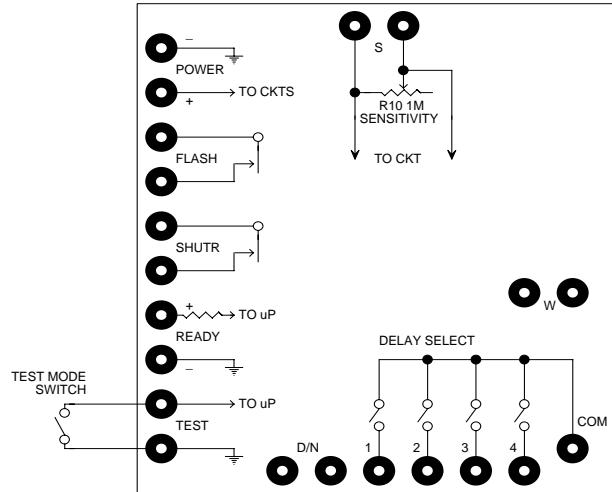 –
POWER
+
TO CKTS
FLASH
SHUTR
+
TO uP
READY
–
TEST MODE
SWITCH
TO uP
TEST
S
R10 1M
SENSITIVITY
TO CKT
W
DELAY SELECT
COM
D/N
1
2
3
4